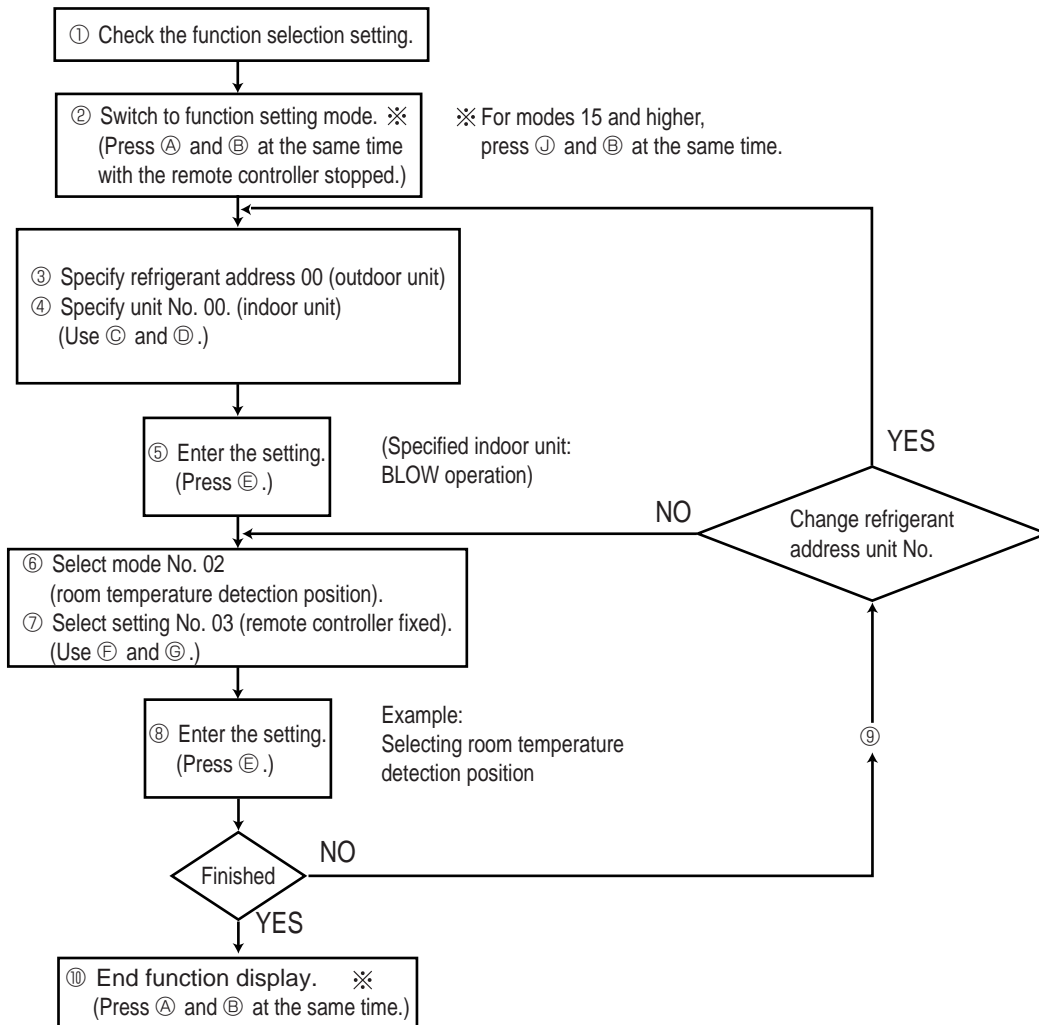 ① Check the function selection setting.
② Switch to function setting mode. ※
(Press Ⓐ and Ⓑ at the same time
with the remote controller stopped.)
※ For modes 15 and higher,
press Ⓙ and Ⓑ at the same time.
③ Specify refrigerant address 00 (outdoor unit)
④ Specify unit No. 00. (indoor unit)
(Use Ⓒ and Ⓓ.)
⑤ Enter the setting.
(Press Ⓔ.)
(Specified indoor unit:
BLOW operation)
YES
NO
Change refrigerant
address unit No.
⑥ Select mode No. 02
(room temperature detection position).
⑦ Select setting No. 03 (remote controller fixed).
(Use Ⓕ and Ⓖ.)
⑧ Enter the setting.
(Press Ⓔ.)
Example:
Selecting room temperature
detection position
⑨
Finished
NO
YES
⑩ End function display. ※
(Press Ⓐ and Ⓑ at the same time.)